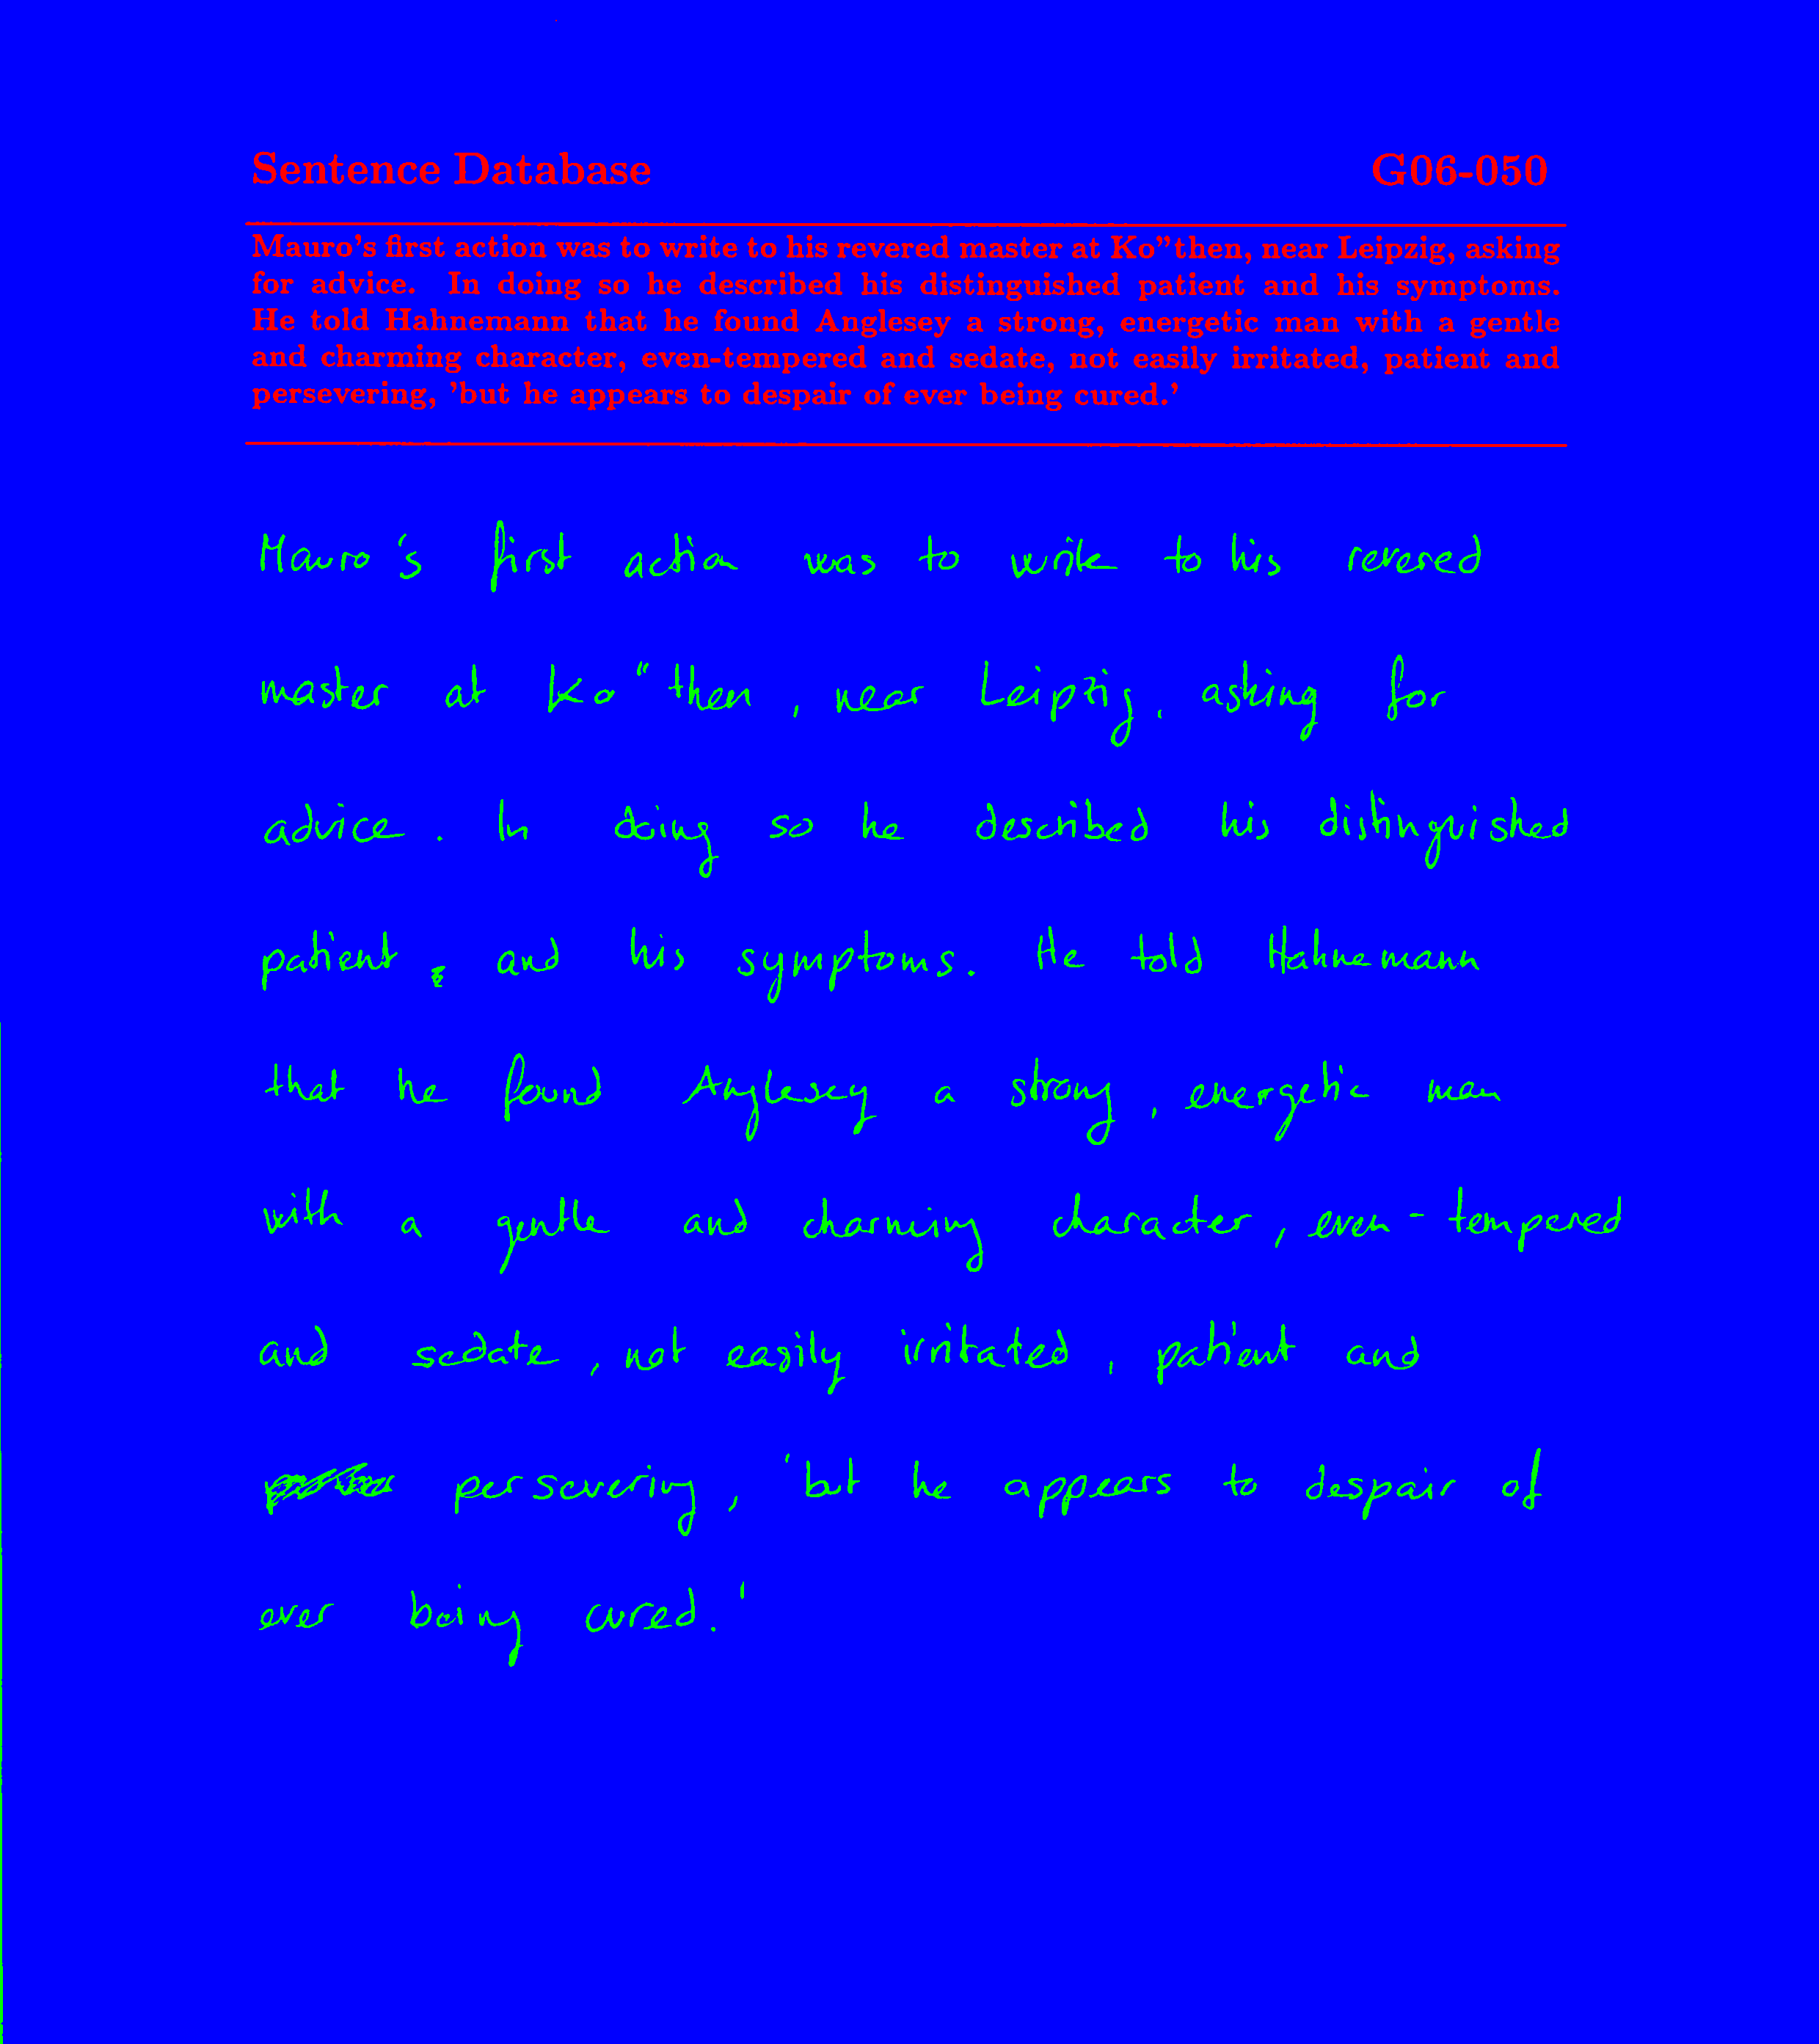 Sentence Database G06-050
Mauro's first action was to write to his revered master at Ko"then, near Leipzig, asking
for advice. In doing so he described his distinguished patient and his symptoms.
He told Hahnemann that he found Anglesey a strong, energetic man with a gentle
and charming character, even-tempered and sedate, not easily irritated, patient and
persevering, 'but he appears to despair of ever being cured.'
Mauro's first action was to write to his revered
master at Ko"then, near Leipzig, asking for
advice. In doing so he described his distinguished
patient, and his symptoms. He told Hahnemann
that he found Anglesey a strong, energetic man
with a gentle and charming character, even-tempered
and sedate, not easily irritated, patient and
persevering, 'but he appears to despair of
ever being cured.'